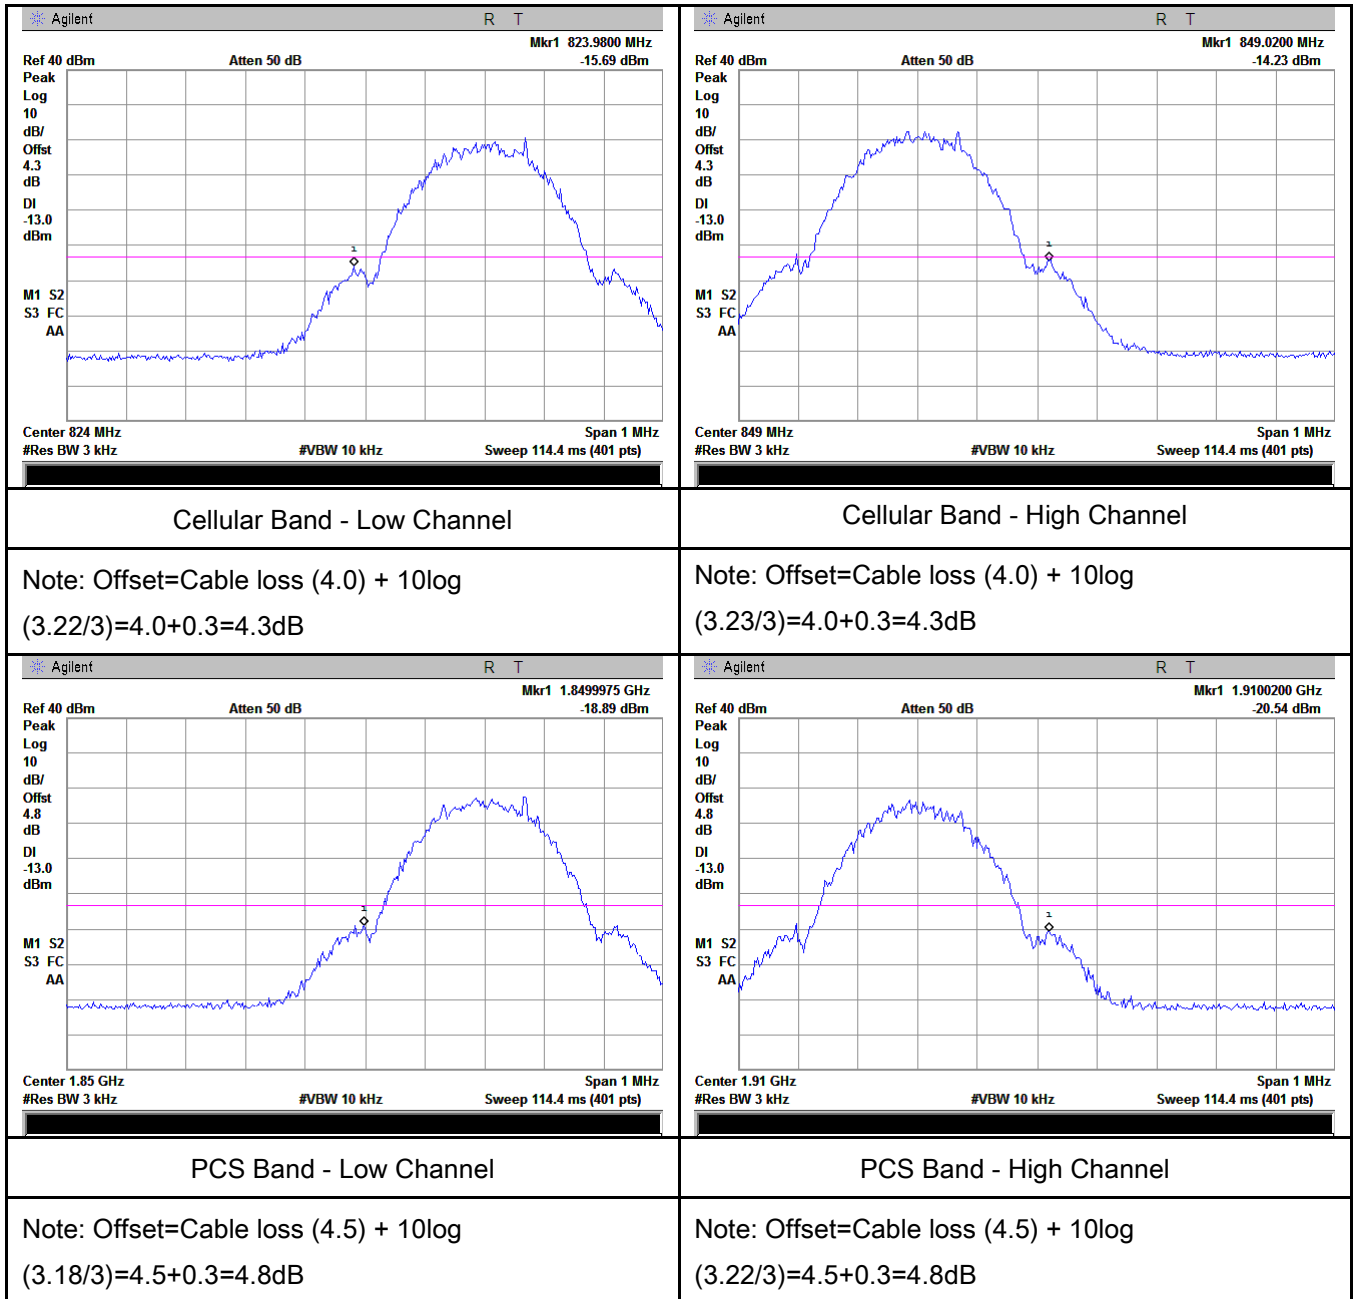 Agilent R T
Mkr1 823.9800 MHz
Ref 40 dBm Atten 50 dB -15.69 dBm
Peak
Log
10
dB/
Offst
4.3
dB
DI
-13.0
dBm
1
M1 S2
S3 FC
AA
Center 824 MHz Span 1 MHz
#Res BW 3 kHz #VBW 10 kHz Sweep 114.4 ms (401 pts)
Agilent R T
Mkr1 849.0200 MHz
Ref 40 dBm Atten 50 dB -14.23 dBm
Peak
Log
10
dB/
Offst
4.3
dB
DI
-13.0
dBm
1
M1 S2
S3 FC
AA
Center 849 MHz Span 1 MHz
#Res BW 3 kHz #VBW 10 kHz Sweep 114.4 ms (401 pts)
Cellular Band - Low Channel
Cellular Band - High Channel
Note: Offset=Cable loss (4.0) + 10log
(3.22/3)=4.0+0.3=4.3dB
Note: Offset=Cable loss (4.0) + 10log
(3.23/3)=4.0+0.3=4.3dB
Agilent R T
Mkr1 1.8499975 GHz
Ref 40 dBm Atten 50 dB -18.89 dBm
Peak
Log
10
dB/
Offst
4.8
dB
DI
-13.0
dBm
1
M1 S2
S3 FC
AA
Center 1.85 GHz Span 1 MHz
#Res BW 3 kHz #VBW 10 kHz Sweep 114.4 ms (401 pts)
Agilent R T
Mkr1 1.9100200 GHz
Ref 40 dBm Atten 50 dB -20.54 dBm
Peak
Log
10
dB/
Offst
4.8
dB
DI
-13.0
dBm
1
M1 S2
S3 FC
AA
Center 1.91 GHz Span 1 MHz
#Res BW 3 kHz #VBW 10 kHz Sweep 114.4 ms (401 pts)
PCS Band - Low Channel
PCS Band - High Channel
Note: Offset=Cable loss (4.5) + 10log
(3.18/3)=4.5+0.3=4.8dB
Note: Offset=Cable loss (4.5) + 10log
(3.22/3)=4.5+0.3=4.8dB